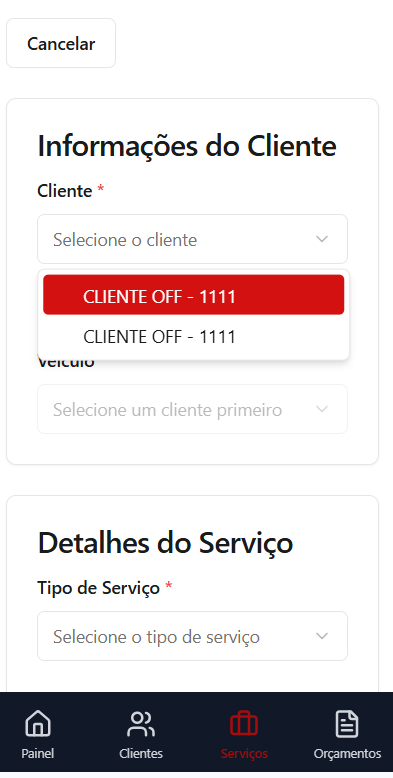 Cancelar
Informações do Cliente
Cliente *
Selecione o cliente
CLIENTE OFF - 1111
CLIENTE OFF - 1111
Veículo
Selecione um cliente primeiro
Detalhes do Serviço
Tipo de Serviço *
Selecione o tipo de serviço
Painel
Clientes
Serviços
Orçamentos